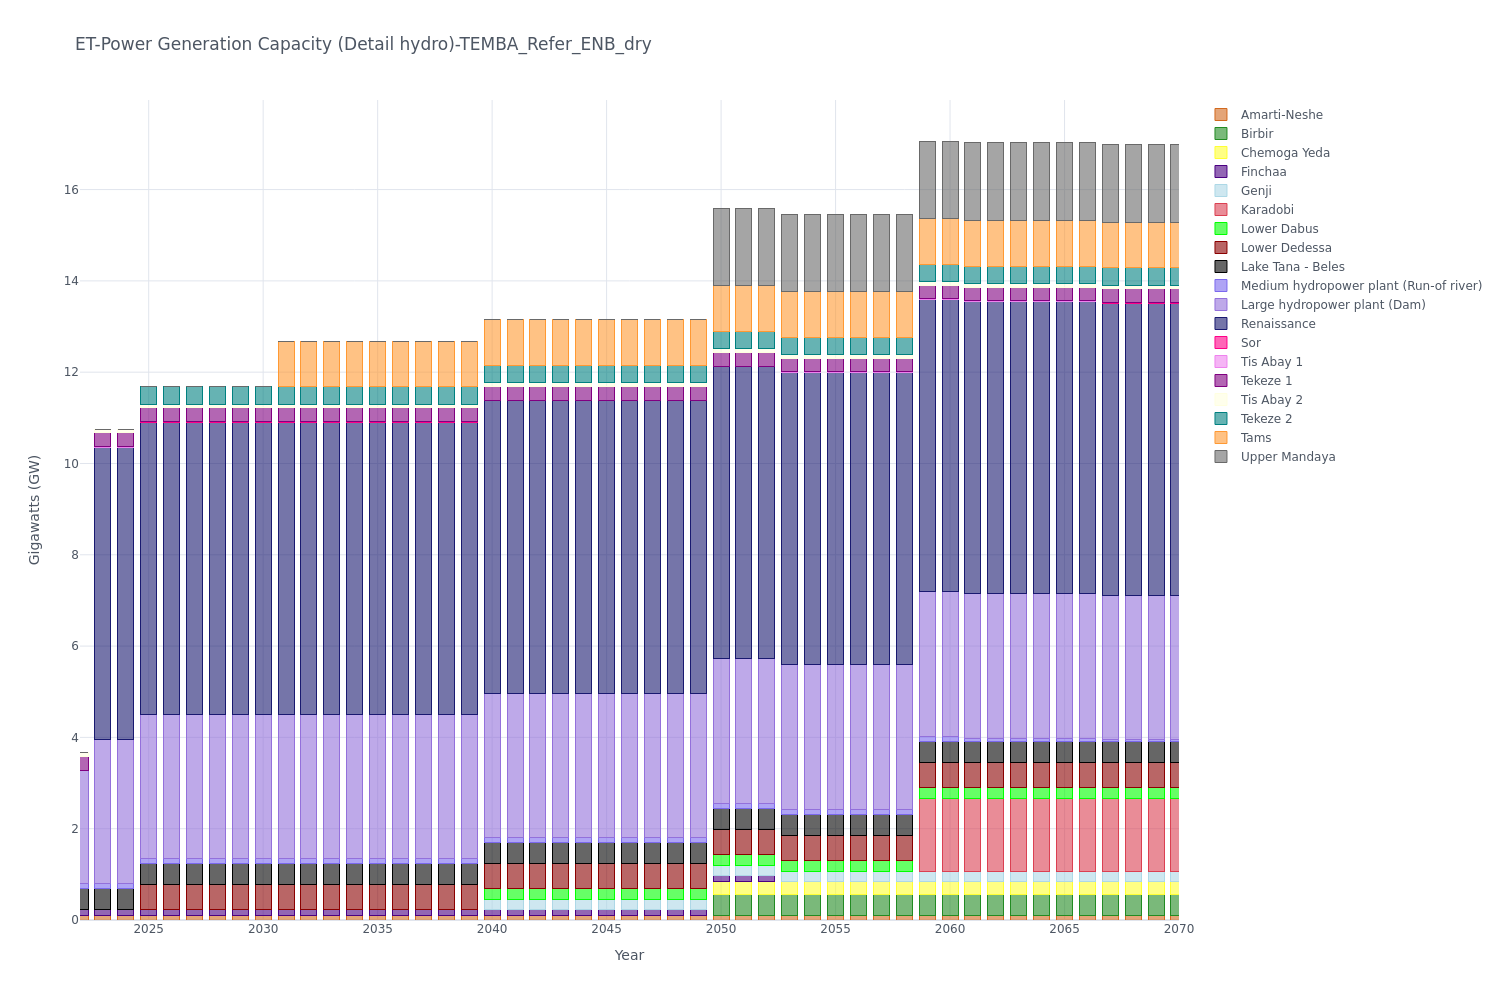 ET-Power Generation Capacity (Detail hydro)-TEMBA_Refer_ENB_dry
Gigawatts (GW)
16
14
12
10
8
6
4
2
0
2025
2030
2035
2040
2045
2050
2055
2060
2065
2070
Year
Amarti-Neshe
Birbir
Chemoga Yeda
Finchaa
Genji
Karadobi
Lower Dabus
Lower Dedessa
Lake Tana - Beles
Medium hydropower plant (Run-of river)
Large hydropower plant (Dam)
Renaissance
Sor
Tis Abay 1
Tekeze 1
Tis Abay 2
Tekeze 2
Tams
Upper Mandaya